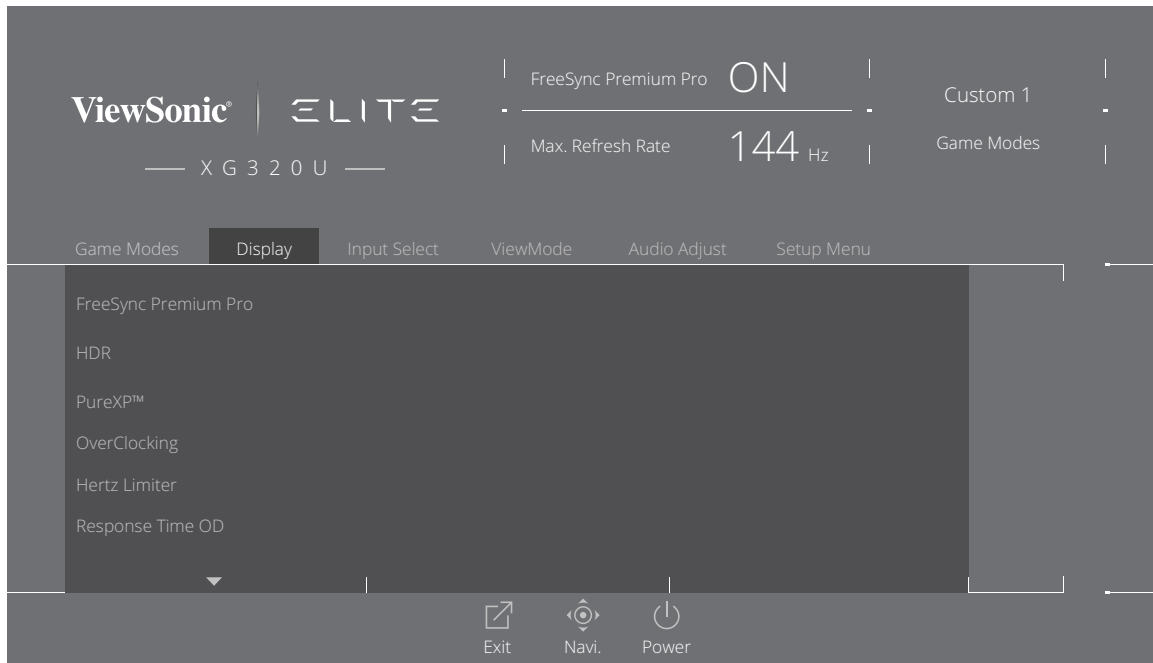 ViewSonic® ELITE
XG320U
FreeSync Premium Pro ON
Max. Refresh Rate 144 Hz
Custom 1
Game Modes
Game Modes Display Input Select ViewMode Audio Adjust Setup Menu
FreeSync Premium Pro
HDR
PureXP™
OverClocking
Hertz Limiter
Response Time OD
Exit Navi. Power